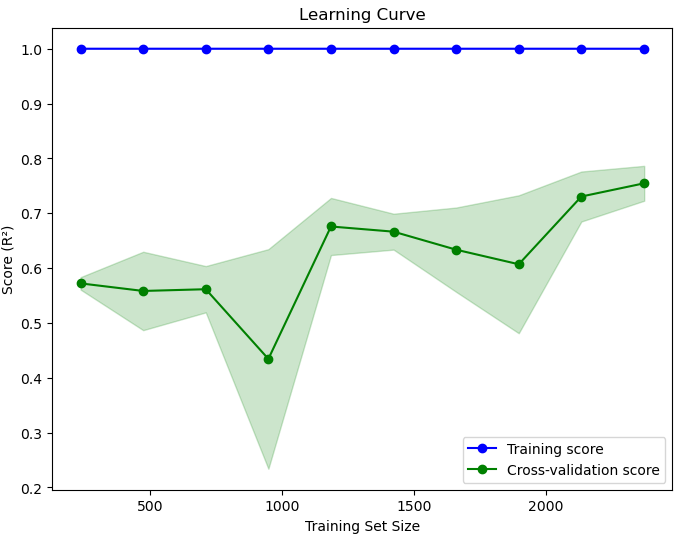 Learning Curve
1.0
0.9
0.8
0.7
0.6
0.5
0.4
0.3
0.2
Score (R²)
500
1000
1500
2000
Training Set Size
Training score
Cross-validation score